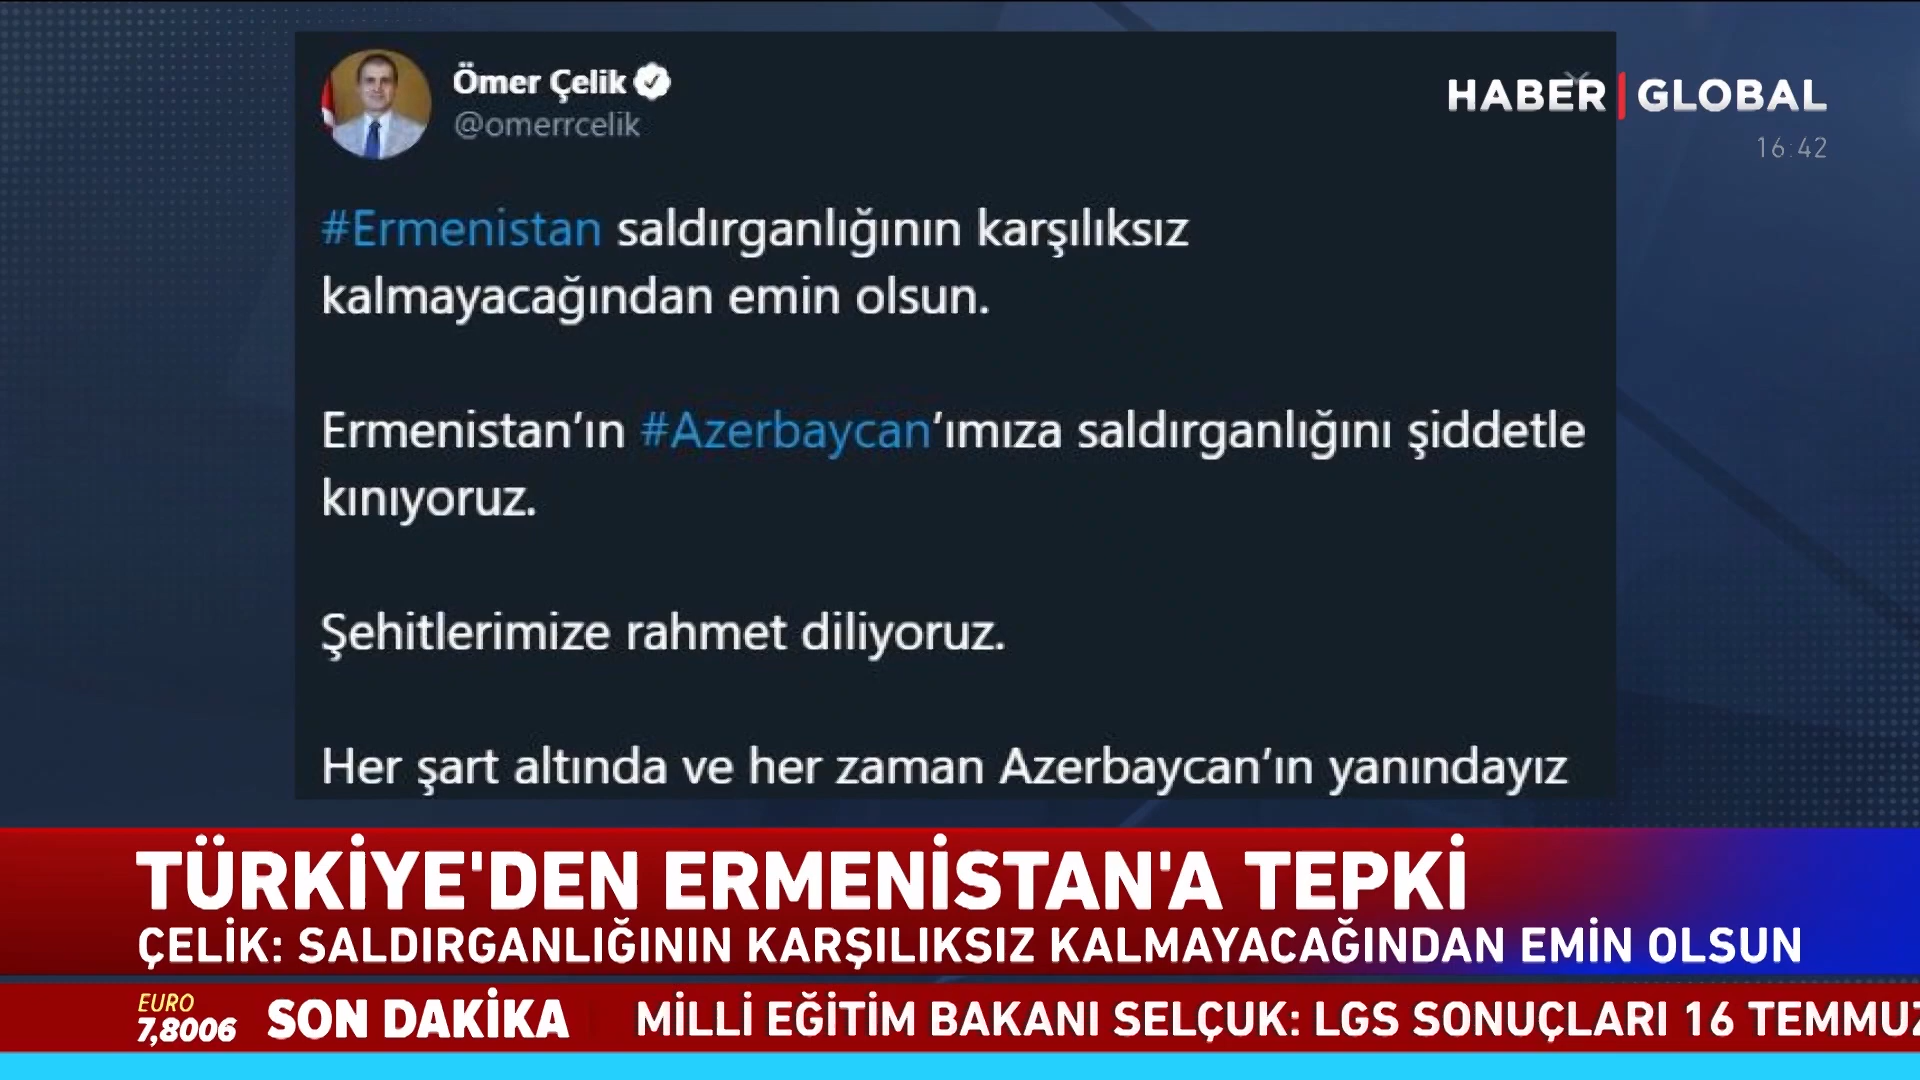 Ömer Çelik
@omerrcelik
HABER GLOBAL
16:42
#Ermenistan saldırganlığının karşılıksız
kalmayacağından emin olsun.
Ermenistan’ın #Azerbaycan’ımıza saldırganlığını şiddetle
kınıyoruz.
Şehitlerimize rahmet diliyoruz.
Her şart altında ve her zaman Azerbaycan’ın yanındayız
TÜRKİYE'DEN ERMENİSTAN'A TEPKİ
ÇELİK: SALDIRGANLIĞININ KARŞILIKSIZ KALMAYACAĞINDAN EMİN OLSUN
EURO
7,8006
SON DAKİKA
MİLLİ EĞİTİM BAKANI SELÇUK: LGS SONUÇLARI 16 TEMMUZ